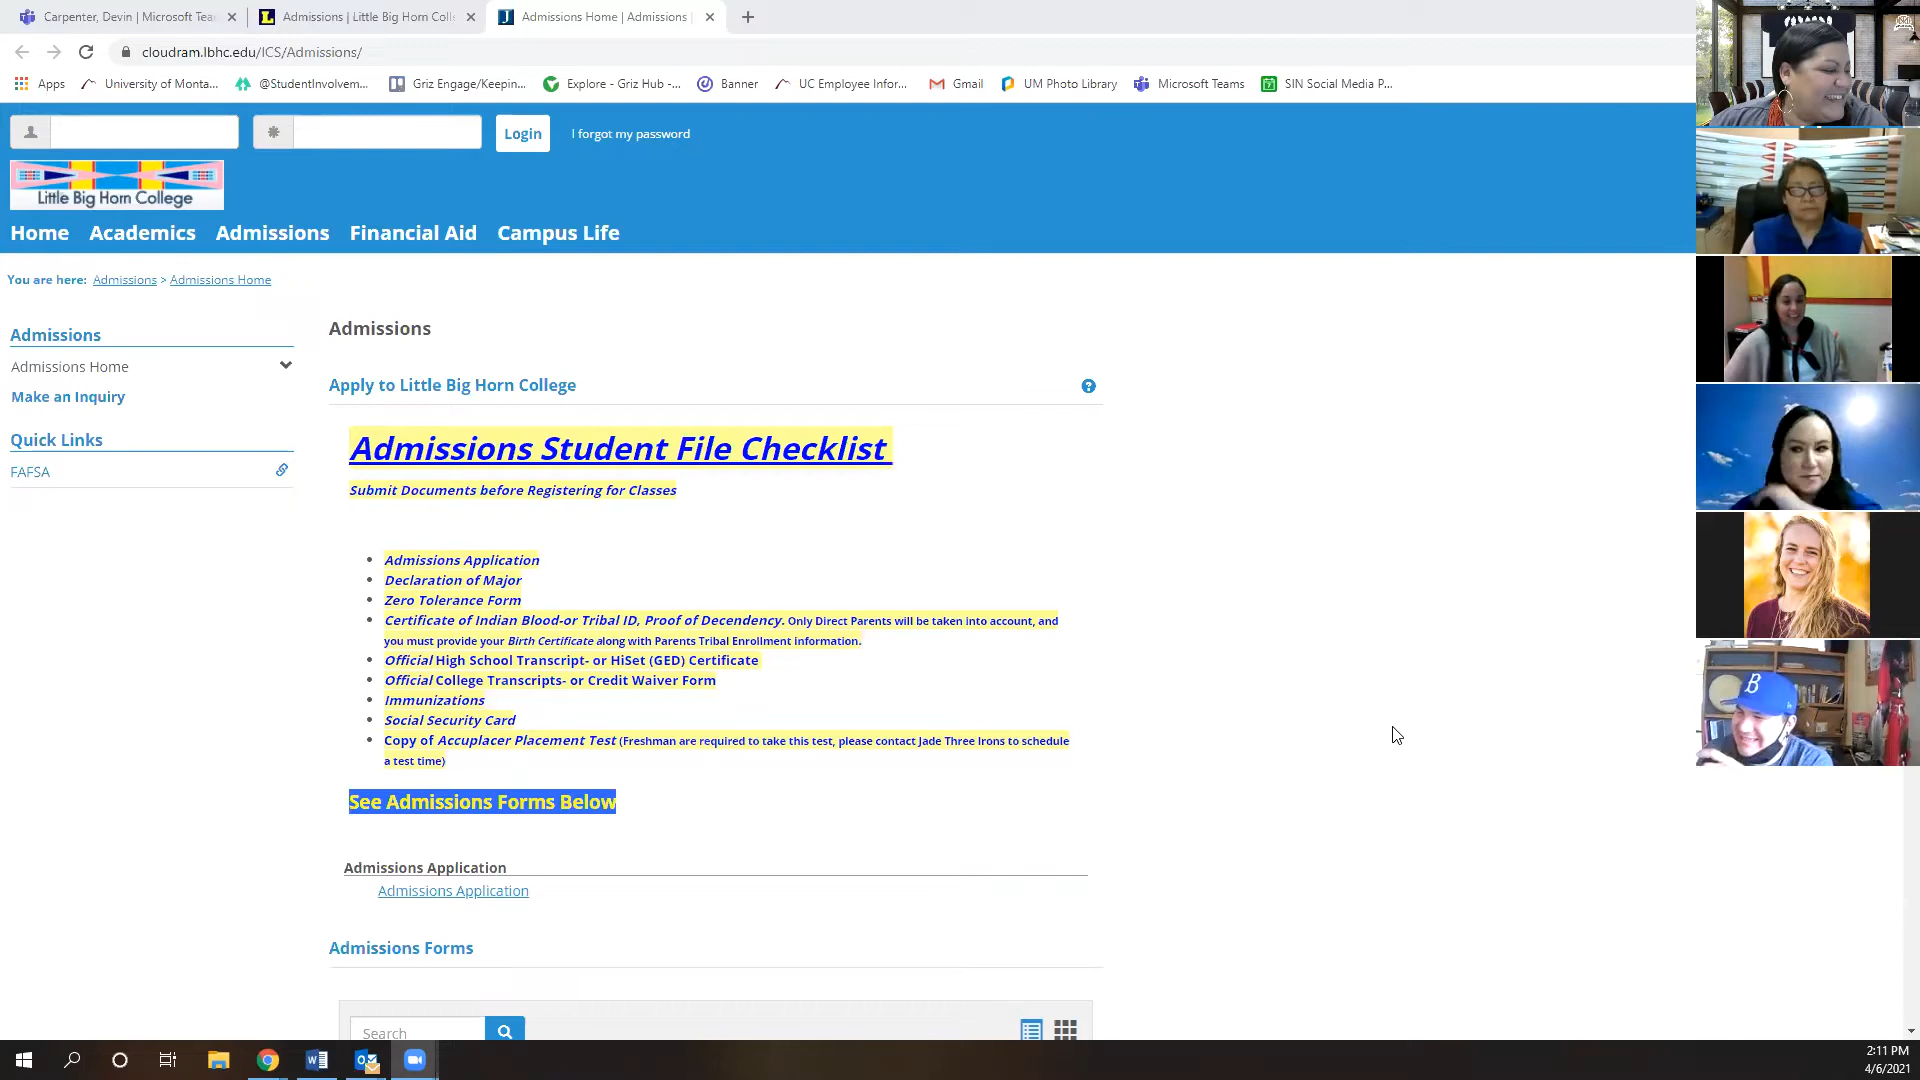 Carpenter, Devin | Microsoft Tea
Admissions | Little Big Horn Coll
Admissions Home | Admissions |
cloudram.lbhc.edu/ICS/Admissions/
Apps
University of Monta...
@StudentInvolvem...
Griz Engage/Keepin...
Explore - Griz Hub -...
Banner
UC Employee Infor...
Gmail
UM Photo Library
Microsoft Teams
SIN Social Media P...
Login
I forgot my password
Little Big Horn College
Home Academics Admissions Financial Aid Campus Life
You are here: Admissions > Admissions Home
Admissions
Admissions Home
Make an Inquiry
Quick Links
FAFSA
Admissions
Apply to Little Big Horn College
Admissions Student File Checklist
Submit Documents before Registering for Classes
Admissions Application
Declaration of Major
Zero Tolerance Form
Certificate of Indian Blood-or Tribal ID, Proof of Decendency. Only Direct Parents will be taken into account, and
you must provide your Birth Certificate along with Parents Tribal Enrollment information.
Official High School Transcript- or HiSet (GED) Certificate
Official College Transcripts- or Credit Waiver Form
Immunizations
Social Security Card
Copy of Accuplacer Placement Test (Freshman are required to take this test, please contact Jade Three Irons to schedule
a test time)
See Admissions Forms Below
Admissions Application
Admissions Application
Admissions Forms
Search
B
2:11 PM
4/6/2021